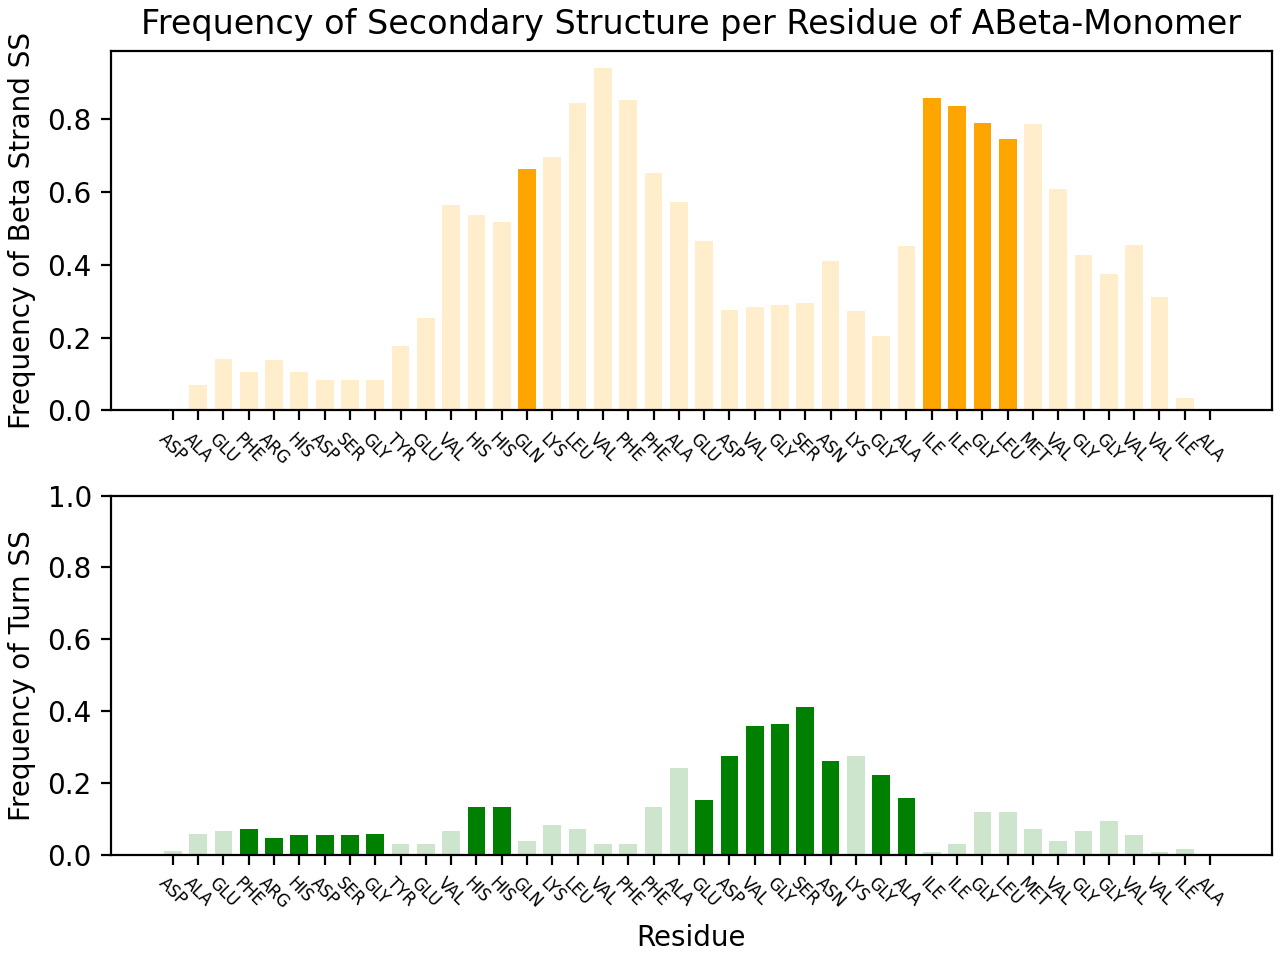 Frequency of Secondary Structure per Residue of ABeta-Monomer
Frequency of Beta Strand SS
0.8
0.6
0.4
0.2
0.0
ASP ALA GLU PHE ARG HIS ASP SER GLY TYR GLU VAL HIS HIS GLN LYS LEU VAL PHE PHE ALA GLU ASP VAL GLY SER ASN LYS GLY ALA ILE ILE GLY LEU MET VAL GLY GLY VAL VAL ILE ALA
Frequency of Turn SS
1.0
0.8
0.6
0.4
0.2
0.0
ASP ALA GLU PHE ARG HIS ASP SER GLY TYR GLU VAL HIS HIS GLN LYS LEU VAL PHE PHE ALA GLU ASP VAL GLY SER ASN LYS GLY ALA ILE ILE GLY LEU MET VAL GLY GLY VAL VAL ILE ALA
Residue